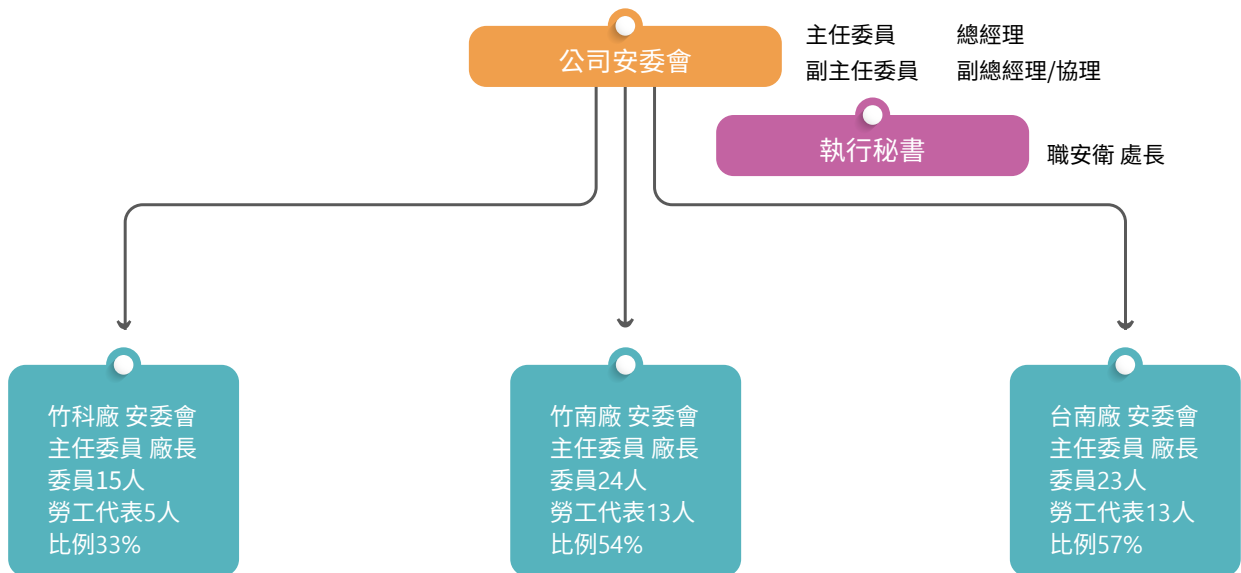 公司安委會
主任委員 總經理
副主任委員 副總經理/協理
執行秘書
職安衛 處長
竹科廠 安委會
主任委員 廠長
委員15人
勞工代表5人
比例33%
竹南廠 安委會
主任委員 廠長
委員24人
勞工代表13人
比例54%
台南廠 安委會
主任委員 廠長
委員23人
勞工代表13人
比例57%